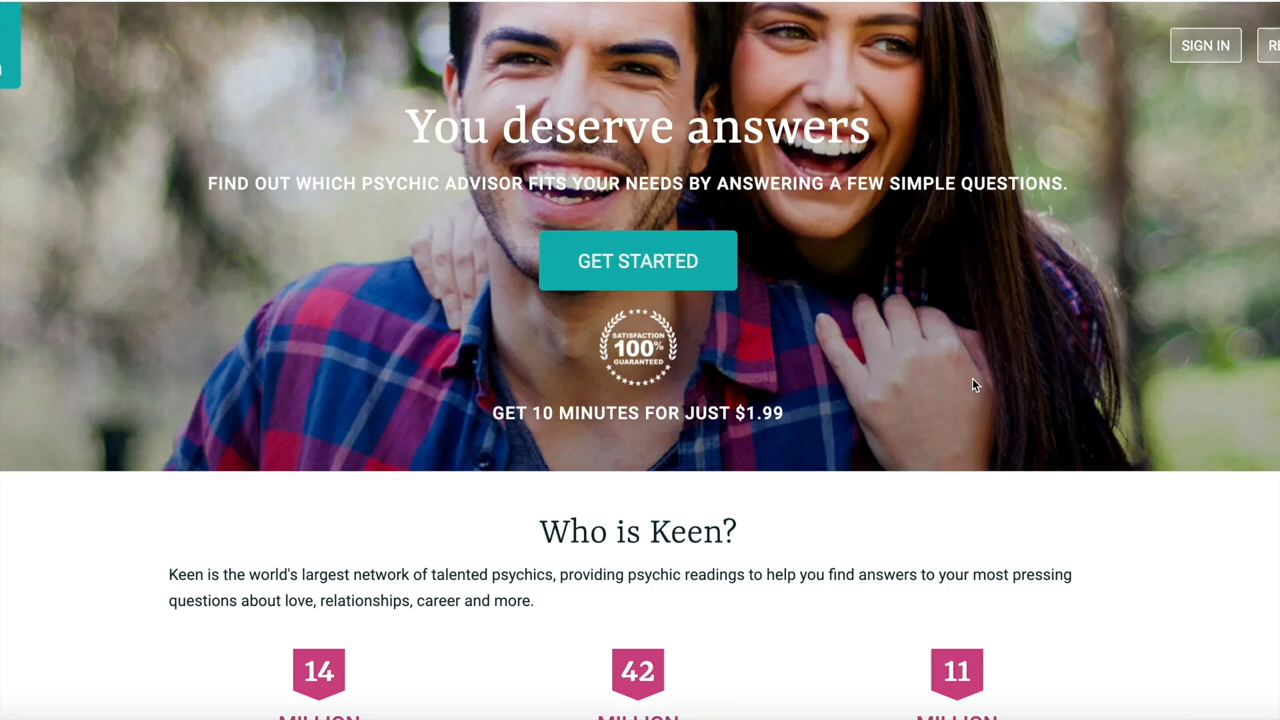 SIGN IN
You deserve answers
FIND OUT WHICH PSYCHIC ADVISOR FITS YOUR NEEDS BY ANSWERING A FEW SIMPLE QUESTIONS.
GET STARTED
SATISFACTION
100%
GUARANTEED
GET 10 MINUTES FOR JUST $1.99
Who is Keen?
Keen is the world's largest network of talented psychics, providing psychic readings to help you find answers to your most pressing
questions about love, relationships, career and more.
14 42 11
MILLION MILLION MILLION